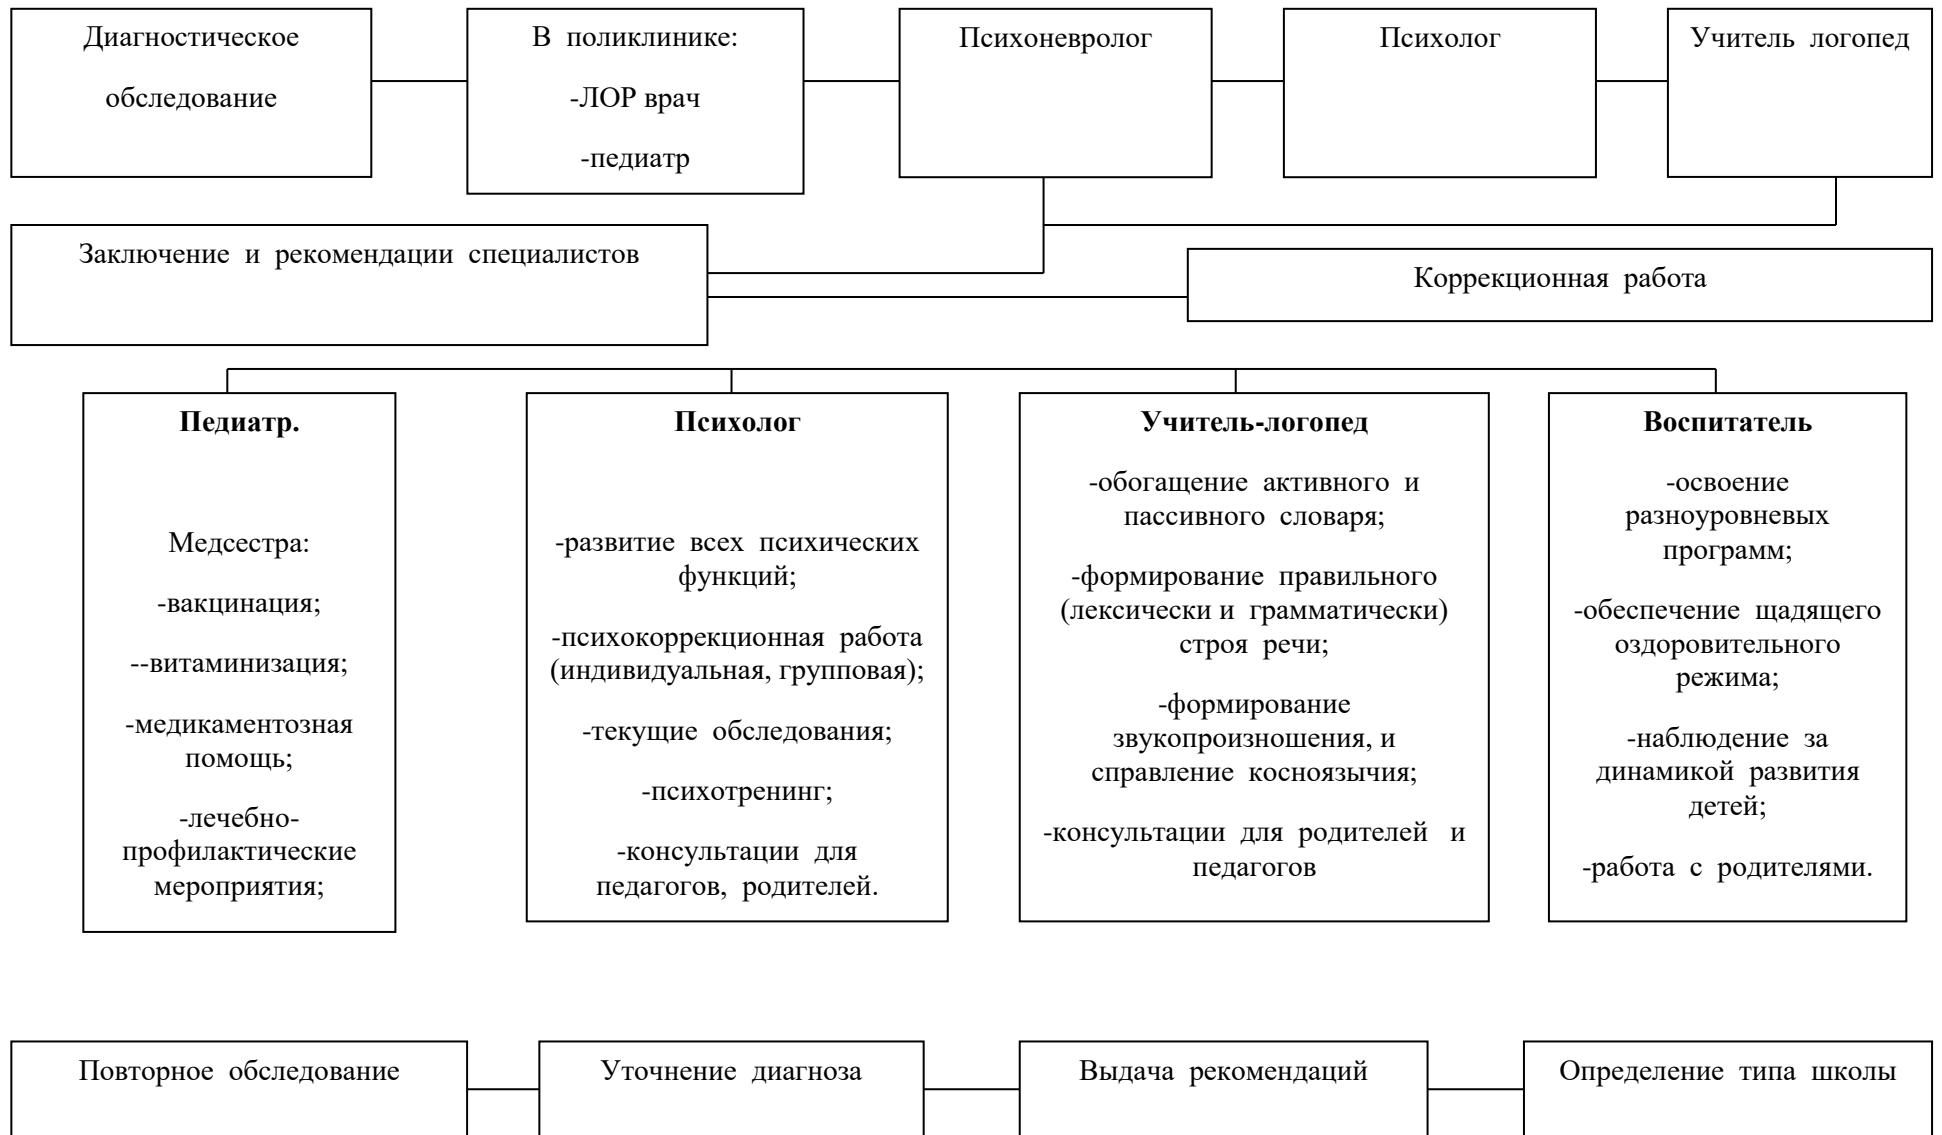 Диагностическое
обследование
В поликлинике:
-ЛОР врач
-педиатр
Психоневролог
Психолог
Учитель логопед
Заключение и рекомендации специалистов
Коррекционная работа
Педиатр.
Медсестра:
-вакцинация;
--витаминизация;
-медикаментозная
помощь;
-лечебно-
профилактические
мероприятия;
Психолог
-развитие всех психических
функций;
-психокоррекционная работа
(индивидуальная, групповая);
-текущие обследования;
-психотренинг;
-консультации для
педагогов, родителей.
Учитель-логопед
-обогащение активного и
пассивного словаря;
-формирование правильного
(лексически и грамматически)
строя речи;
-формирование
звукопроизношения, и
справление косноязычия;
-консультации для родителей и
педагогов
Воспитатель
-освоение
разноуровневых
программ;
-обеспечение щадящего
оздоровительного
режима;
-наблюдение за
динамикой развития
детей;
-работа с родителями.
Повторное обследование
Уточнение диагноза
Выдача рекомендаций
Определение типа школы